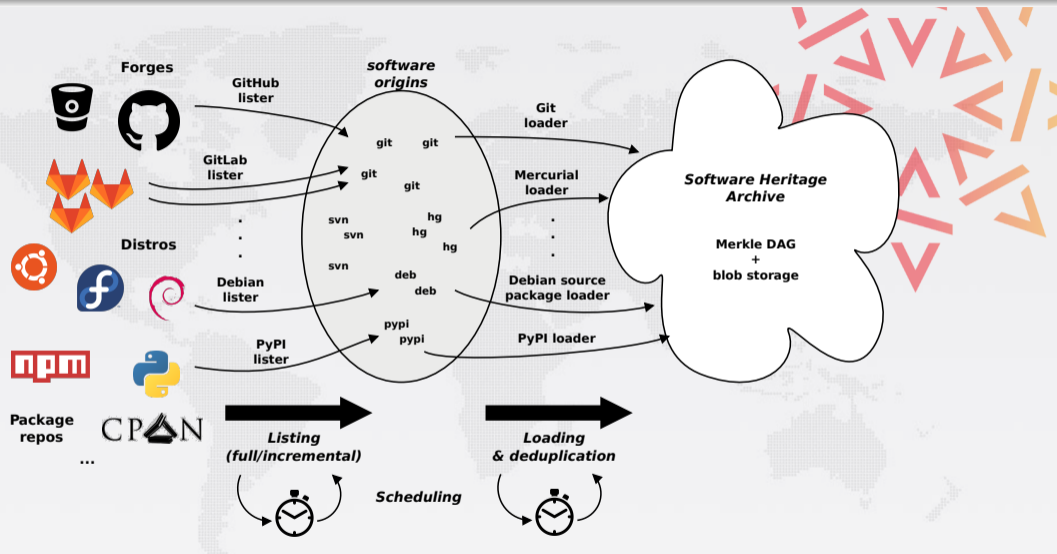 Forges
GitHub
lister
GitLab
lister
.
.
.
Distros
Debian
lister
PyPI
lister
npm
CPAN
Package
repos
...
software
origins
git git
git
git
svn
svn
hg
hg
hg
svn
deb
deb
pypi
pypi
Git
loader
Mercurial
loader
.
.
.
Debian source
package loader
PyPI loader
Software Heritage
Archive
Merkle DAG
+
blob storage
Listing
(full/incremental)
Loading
& deduplication
Scheduling